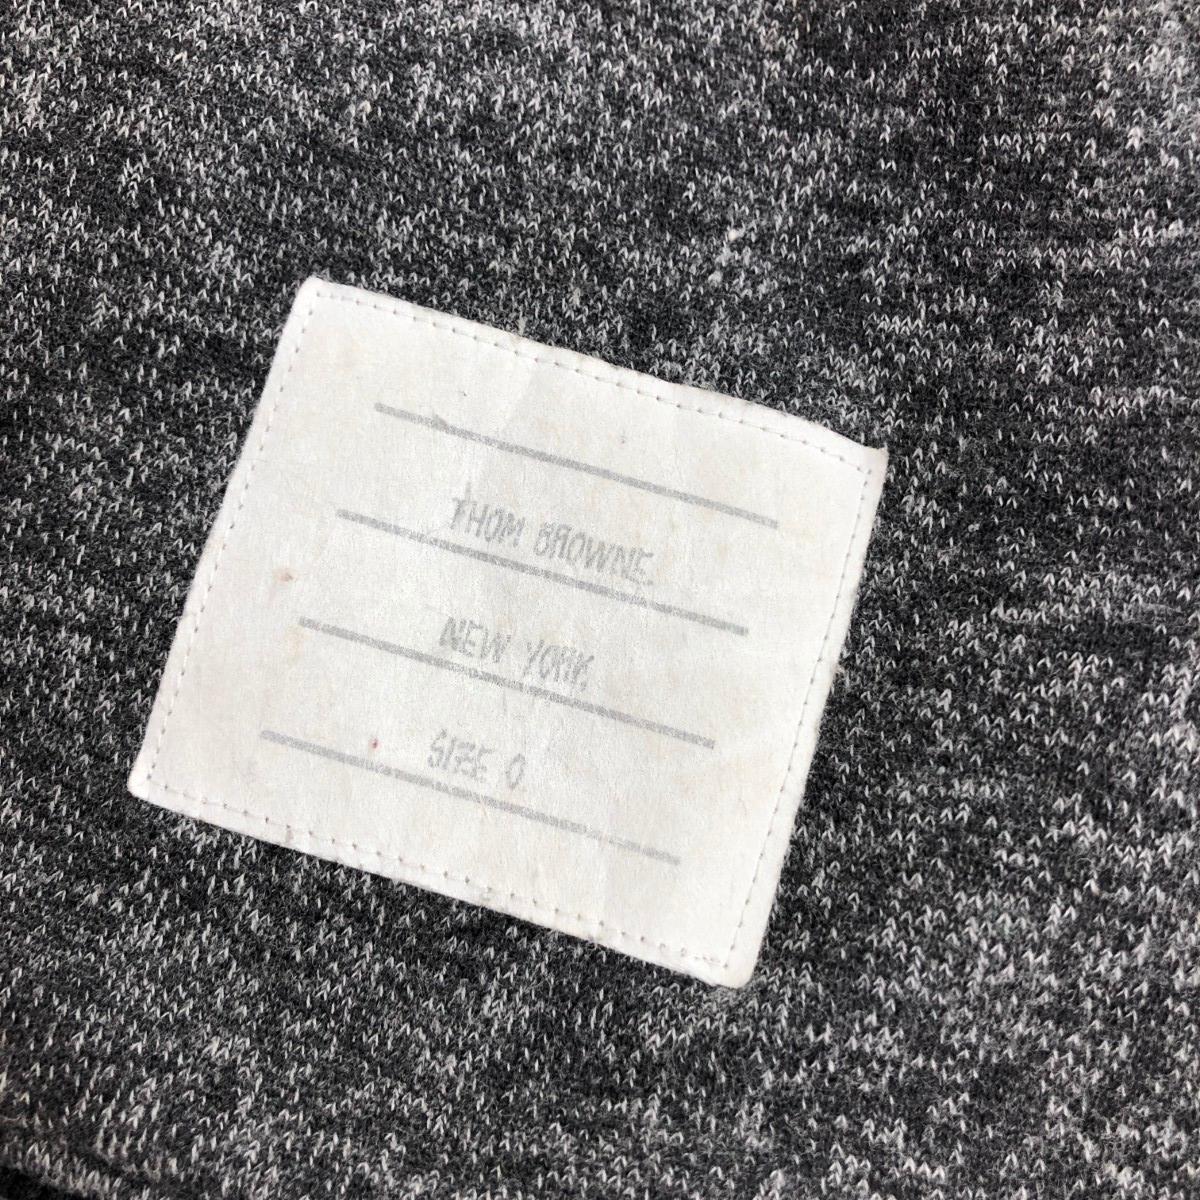 THOM BROWNE.
NEW YORK.
SIZE 0.